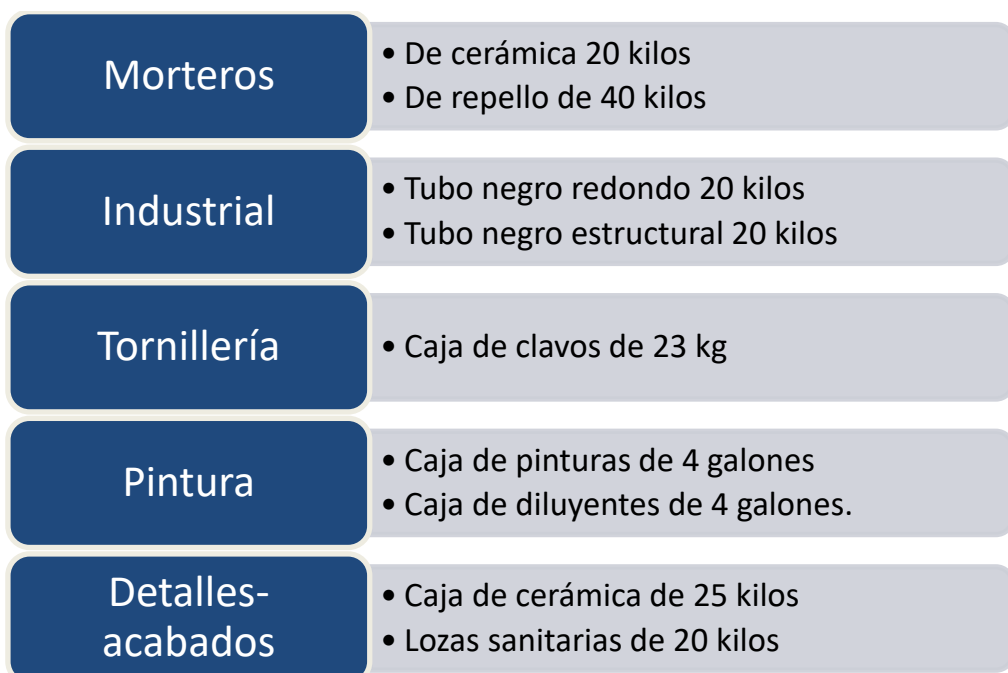 Morteros
• De cerámica 20 kilos
• De repello de 40 kilos
Industrial
• Tubo negro redondo 20 kilos
• Tubo negro estructural 20 kilos
Tornillería
• Caja de clavos de 23 kg
Pintura
• Caja de pinturas de 4 galones
• Caja de diluyentes de 4 galones.
Detalles-
acabados
• Caja de cerámica de 25 kilos
• Lozas sanitarias de 20 kilos